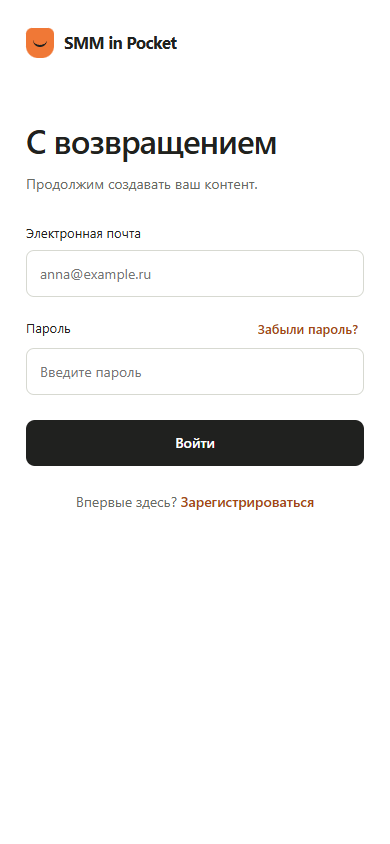 SMM in Pocket
С возвращением
Продолжим создавать ваш контент.
Электронная почта
anna@example.ru
Пароль
Забыли пароль?
Введите пароль
Войти
Впервые здесь? Зарегистрироваться